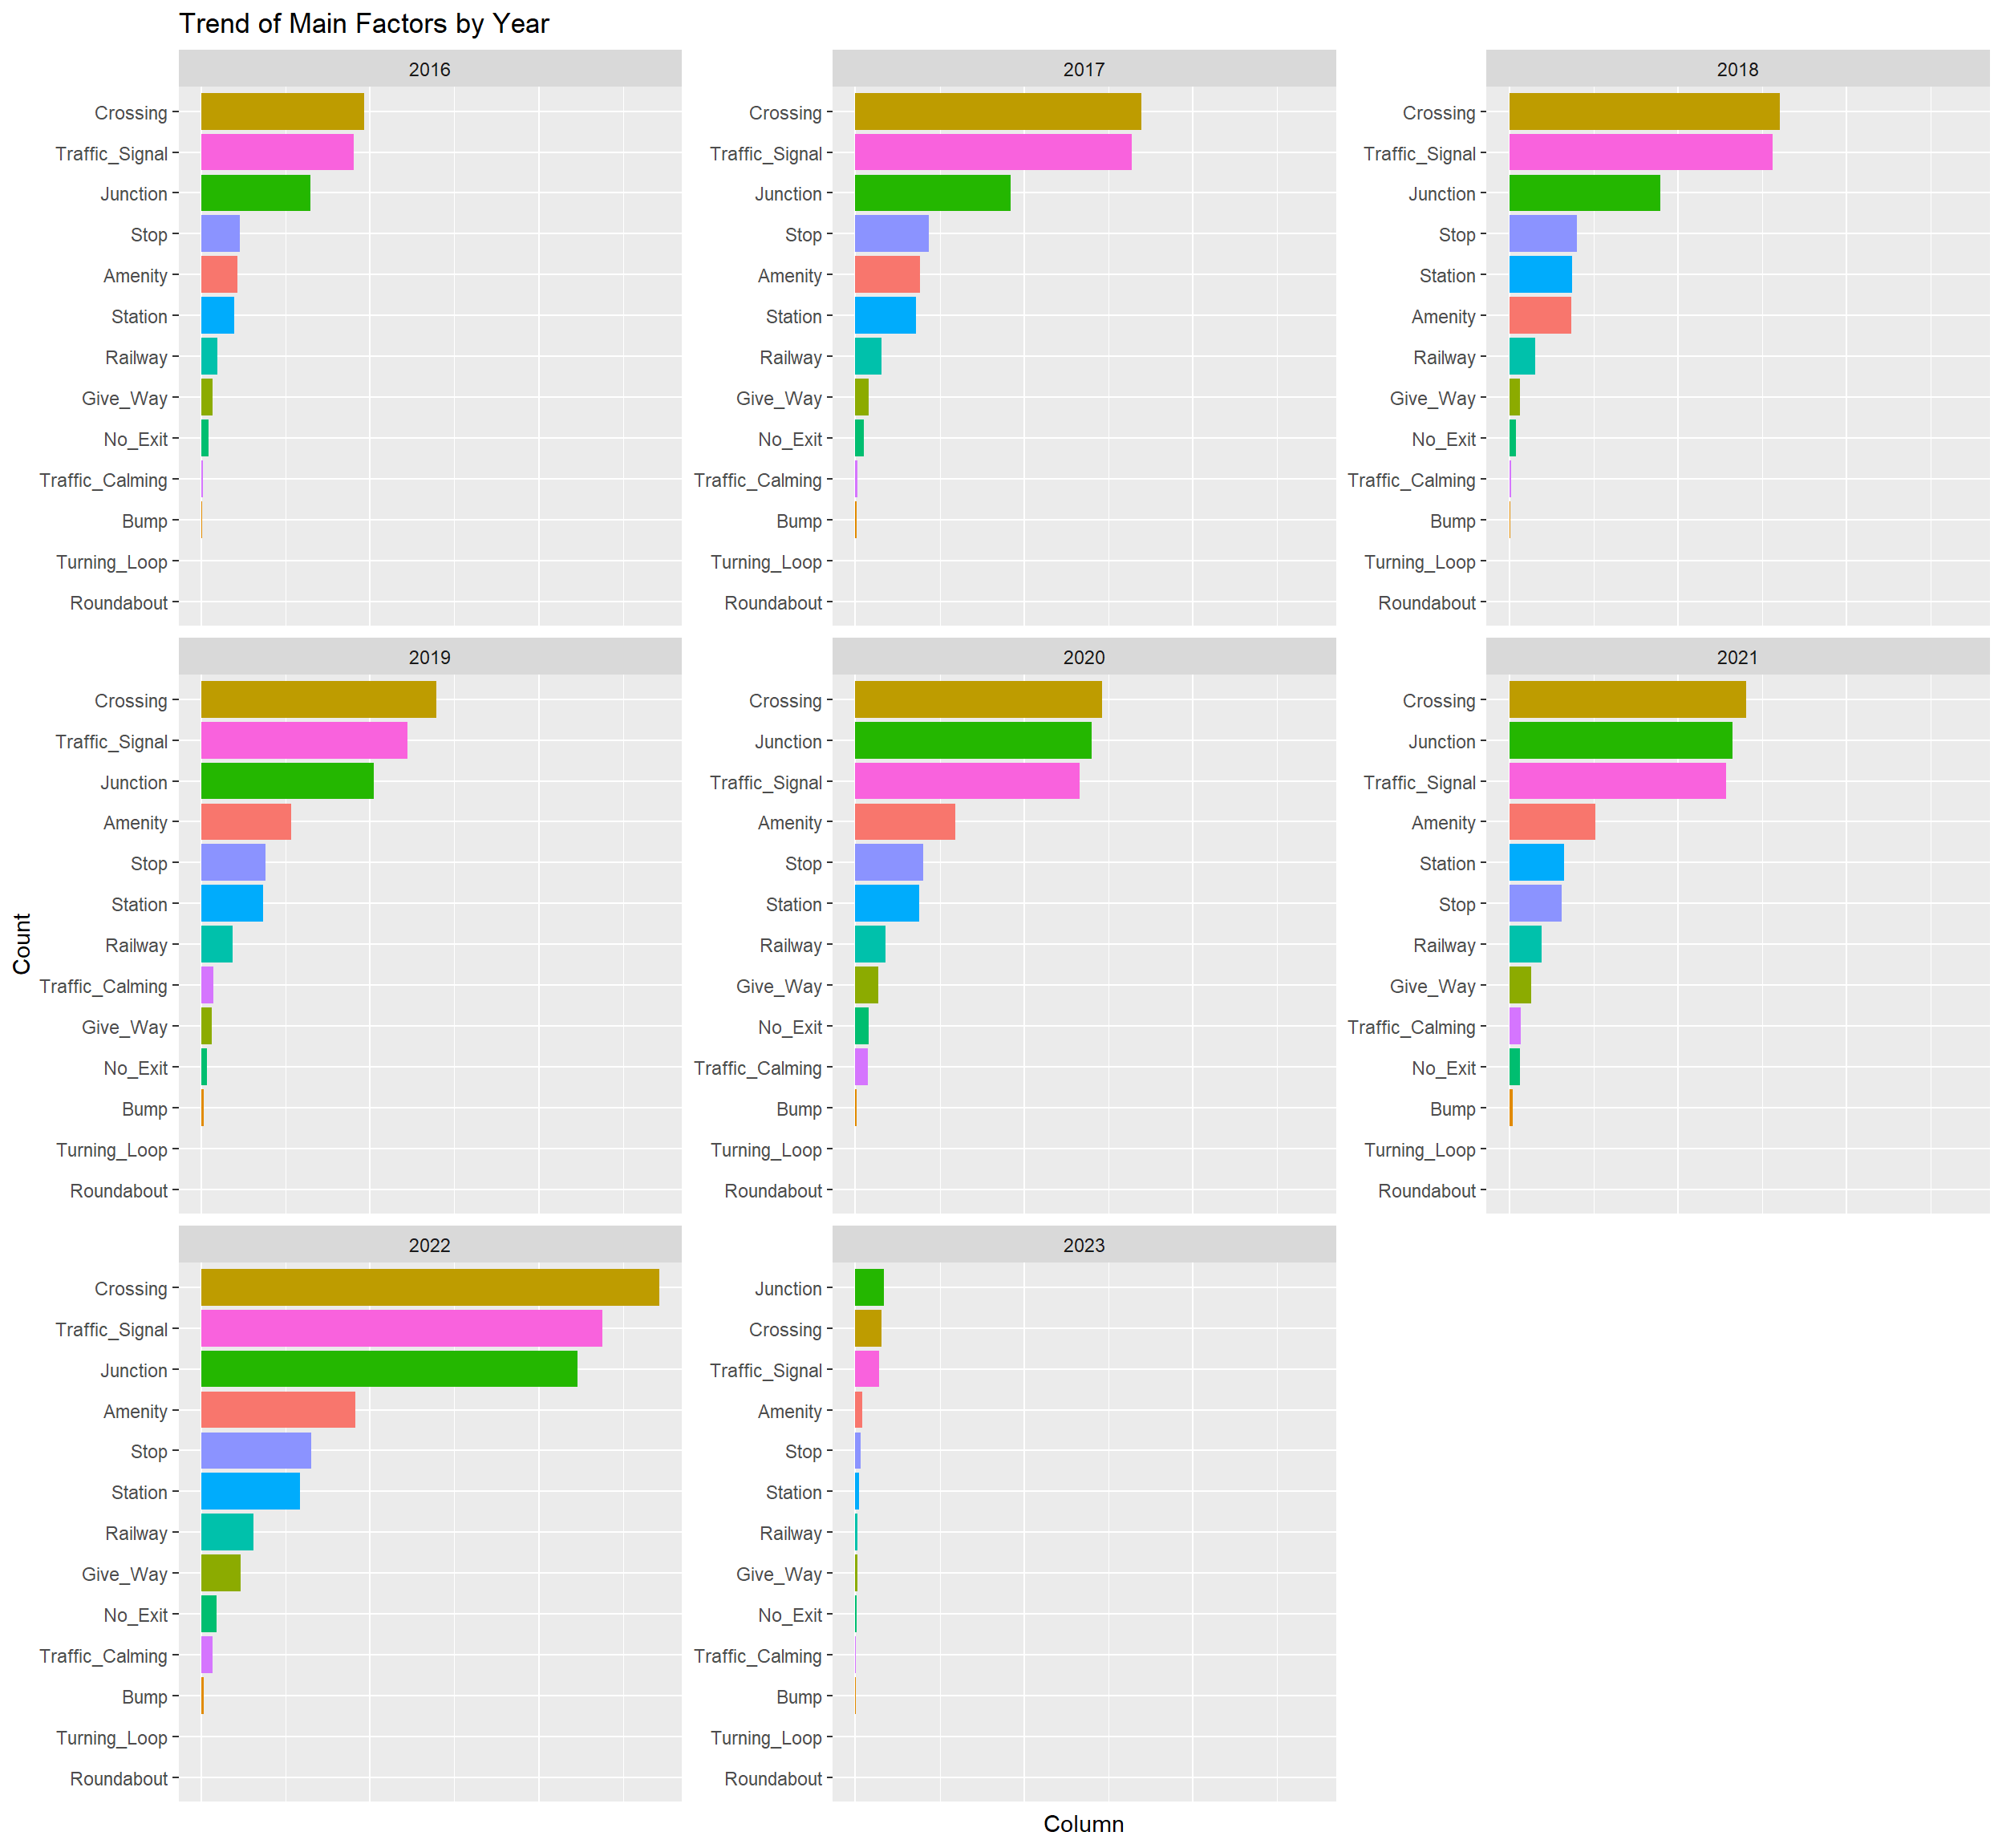 Trend of Main Factors by Year
2016
Crossing
Traffic_Signal
Junction
Stop
Amenity
Station
Railway
Give_Way
No_Exit
Traffic_Calming
Bump
Turning_Loop
Roundabout
2017
Crossing
Traffic_Signal
Junction
Stop
Amenity
Station
Railway
Give_Way
No_Exit
Traffic_Calming
Bump
Turning_Loop
Roundabout
2018
Crossing
Traffic_Signal
Junction
Stop
Station
Amenity
Railway
Give_Way
No_Exit
Traffic_Calming
Bump
Turning_Loop
Roundabout
2019
Crossing
Traffic_Signal
Junction
Amenity
Stop
Station
Railway
Traffic_Calming
Give_Way
No_Exit
Bump
Turning_Loop
Roundabout
2020
Crossing
Junction
Traffic_Signal
Amenity
Stop
Station
Railway
Give_Way
No_Exit
Traffic_Calming
Bump
Turning_Loop
Roundabout
2021
Crossing
Junction
Traffic_Signal
Amenity
Station
Stop
Railway
Give_Way
Traffic_Calming
No_Exit
Bump
Turning_Loop
Roundabout
2022
Crossing
Traffic_Signal
Junction
Amenity
Stop
Station
Railway
Give_Way
No_Exit
Traffic_Calming
Bump
Turning_Loop
Roundabout
2023
Junction
Crossing
Traffic_Signal
Amenity
Stop
Station
Railway
Give_Way
No_Exit
Traffic_Calming
Bump
Turning_Loop
Roundabout
Count
Column